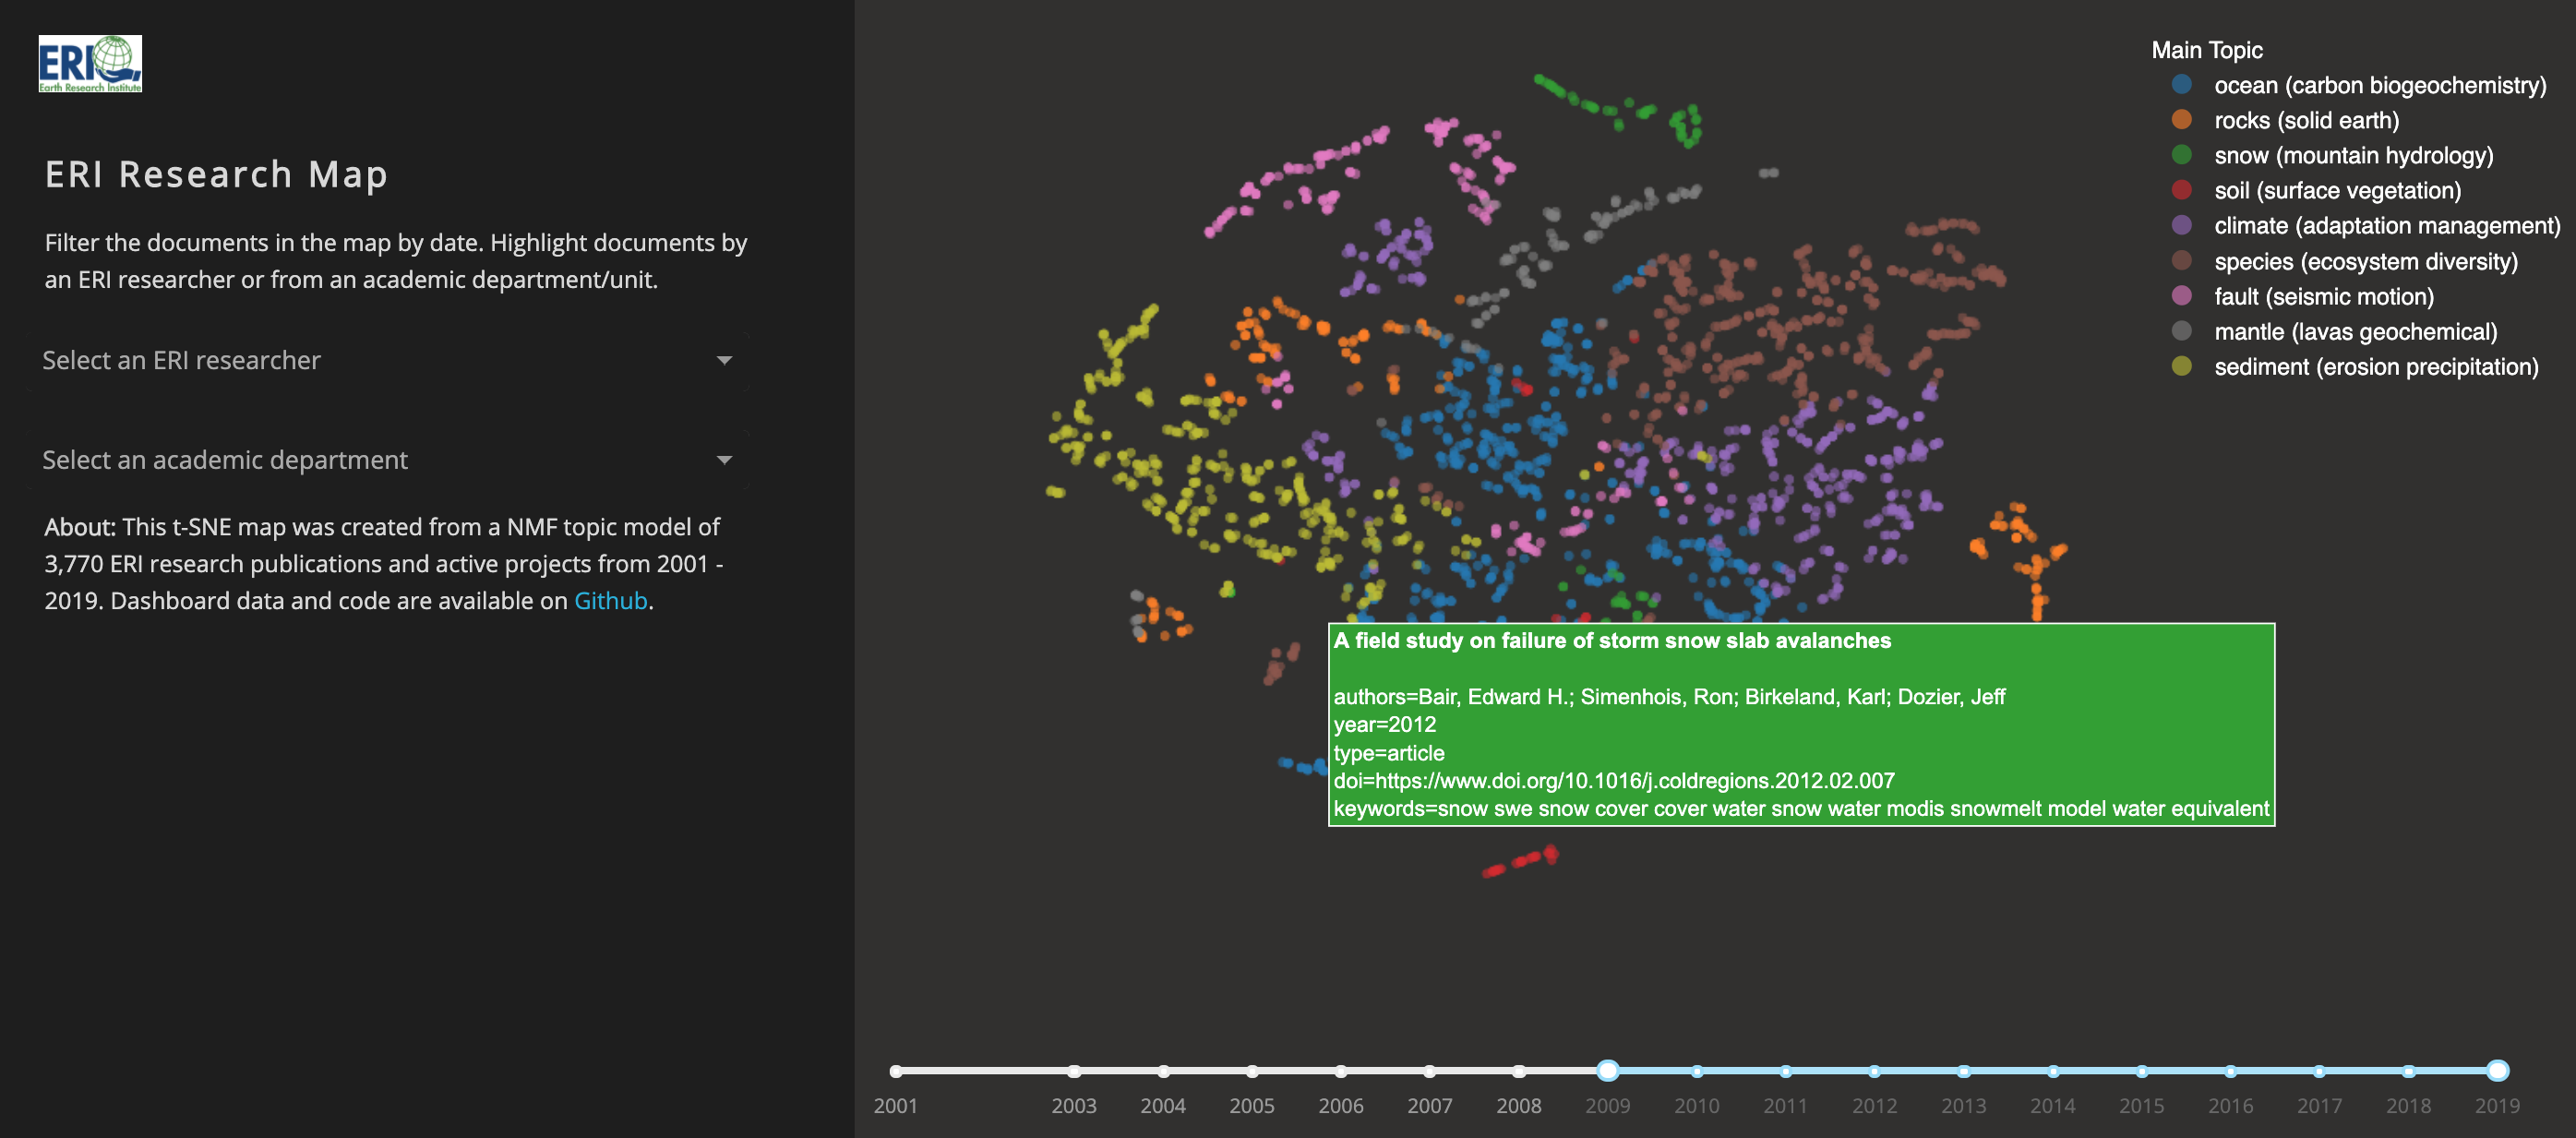 ERI
Earth Research Institute
ERI Research Map
Filter the documents in the map by date. Highlight documents by
an ERI researcher or from an academic department/unit.
Select an ERI researcher
Select an academic department
About: This t-SNE map was created from a NMF topic model of
3,770 ERI research publications and active projects from 2001 -
2019. Dashboard data and code are available on Github.
Main Topic
ocean (carbon biogeochemistry)
rocks (solid earth)
snow (mountain hydrology)
soil (surface vegetation)
climate (adaptation management)
species (ecosystem diversity)
fault (seismic motion)
mantle (lavas geochemical)
sediment (erosion precipitation)
A field study on failure of storm snow slab avalanches
authors=Bair, Edward H.; Simenhois, Ron; Birkeland, Karl; Dozier, Jeff
year=2012
type=article
doi=https://www.doi.org/10.1016/j.coldregions.2012.02.007
keywords=snow swe snow cover cover water snow water modis snowmelt model water equivalent
2001 2003 2004 2005 2006 2007 2008 2009 2010 2011 2012 2013 2014 2015 2016 2017 2018 2019